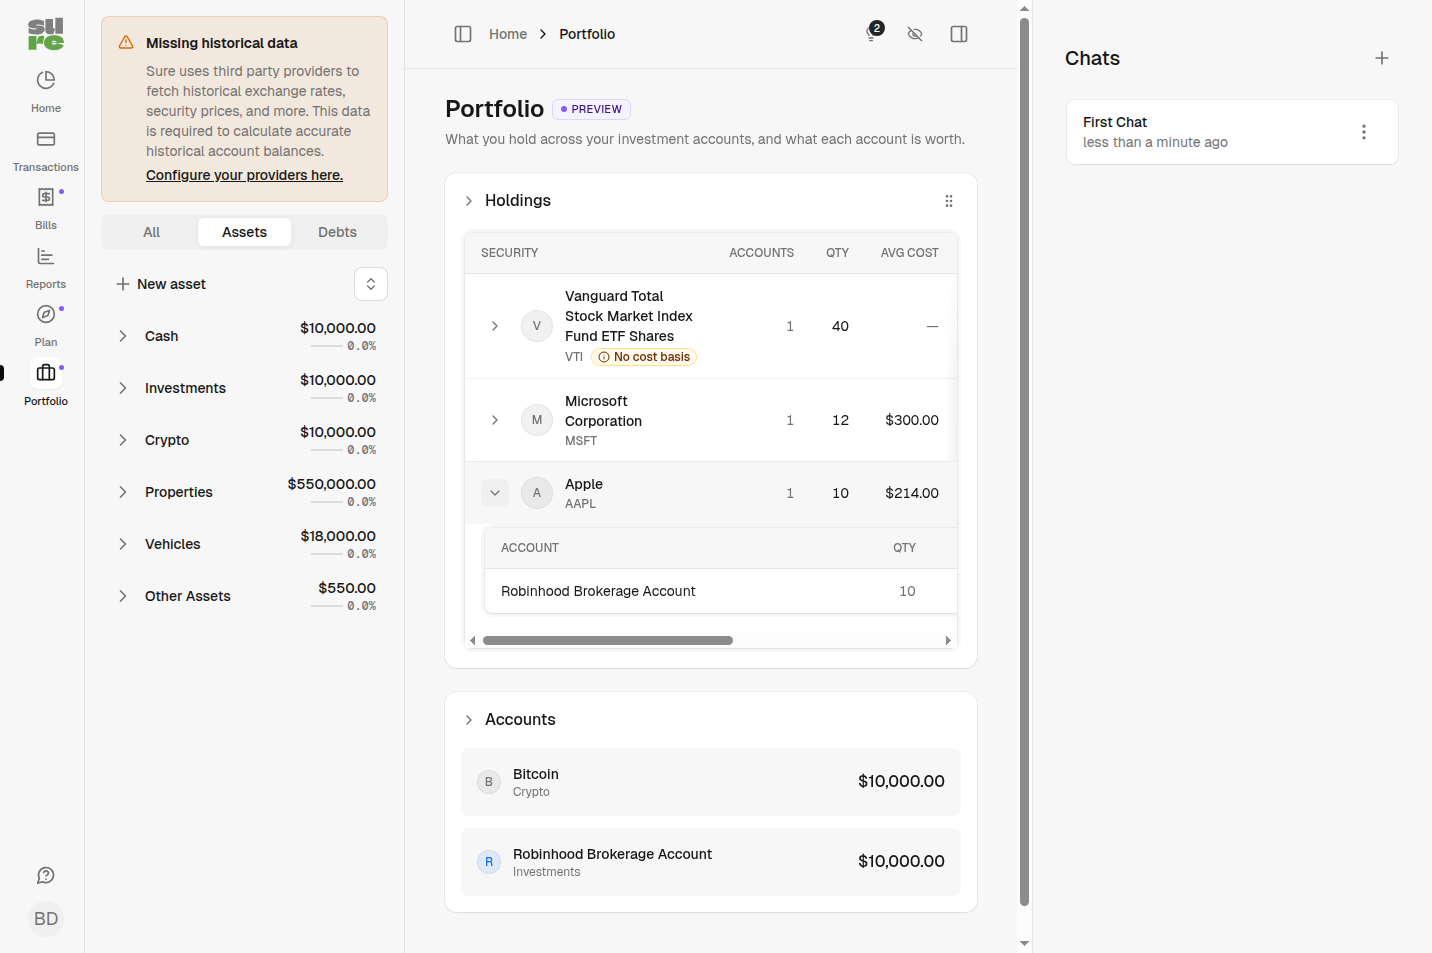 sure
Home
Transactions
Bills
Reports
Plan
Portfolio
BD
Missing historical data
Sure uses third party providers to
fetch historical exchange rates,
security prices, and more. This data
is required to calculate accurate
historical account balances.
Configure your providers here.
All
Assets
Debts
New asset
Cash
$10,000.00
0.0%
Investments
$10,000.00
0.0%
Crypto
$10,000.00
0.0%
Properties
$550,000.00
0.0%
Vehicles
$18,000.00
0.0%
Other Assets
$550.00
0.0%
Home
Portfolio
2
Portfolio
PREVIEW
What you hold across your investment accounts, and what each account is worth.
Holdings
SECURITY ACCOUNTS QTY AVG COST
V
Vanguard Total
Stock Market Index
Fund ETF Shares
VTI No cost basis
1 40 —
M
Microsoft
Corporation
MSFT
1 12 $300.00
A
Apple
AAPL
1 10 $214.00
ACCOUNT QTY
Robinhood Brokerage Account 10
Accounts
B
Bitcoin
Crypto
$10,000.00
R
Robinhood Brokerage Account
Investments
$10,000.00
Chats
First Chat
less than a minute ago